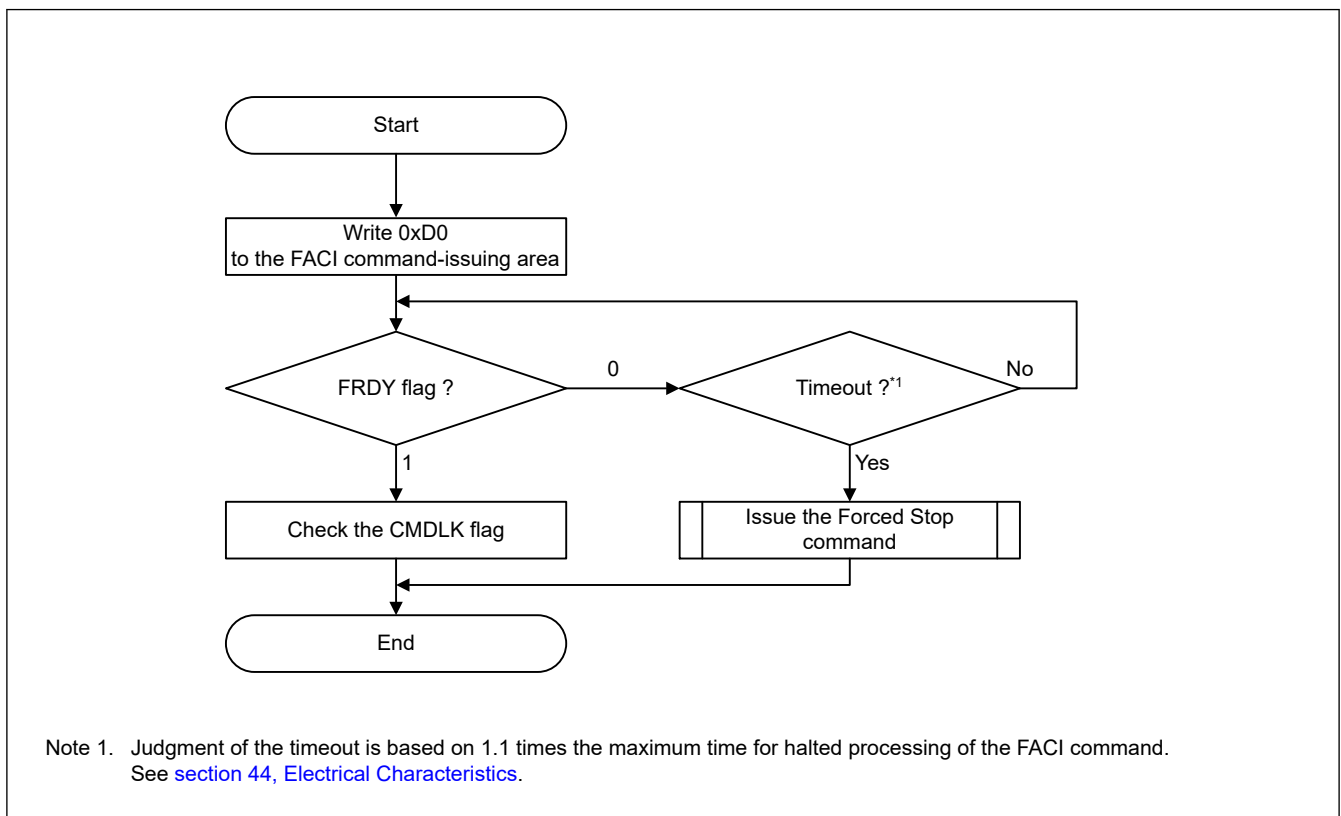 Start
Write 0xD0
to the FACI command-issuing area
FRDY flag ?
0
Timeout ?*1
No
1
Yes
Check the CMDLK flag
Issue the Forced Stop
command
End
Note 1. Judgment of the timeout is based on 1.1 times the maximum time for halted processing of the FACI command.
See section 44, Electrical Characteristics.